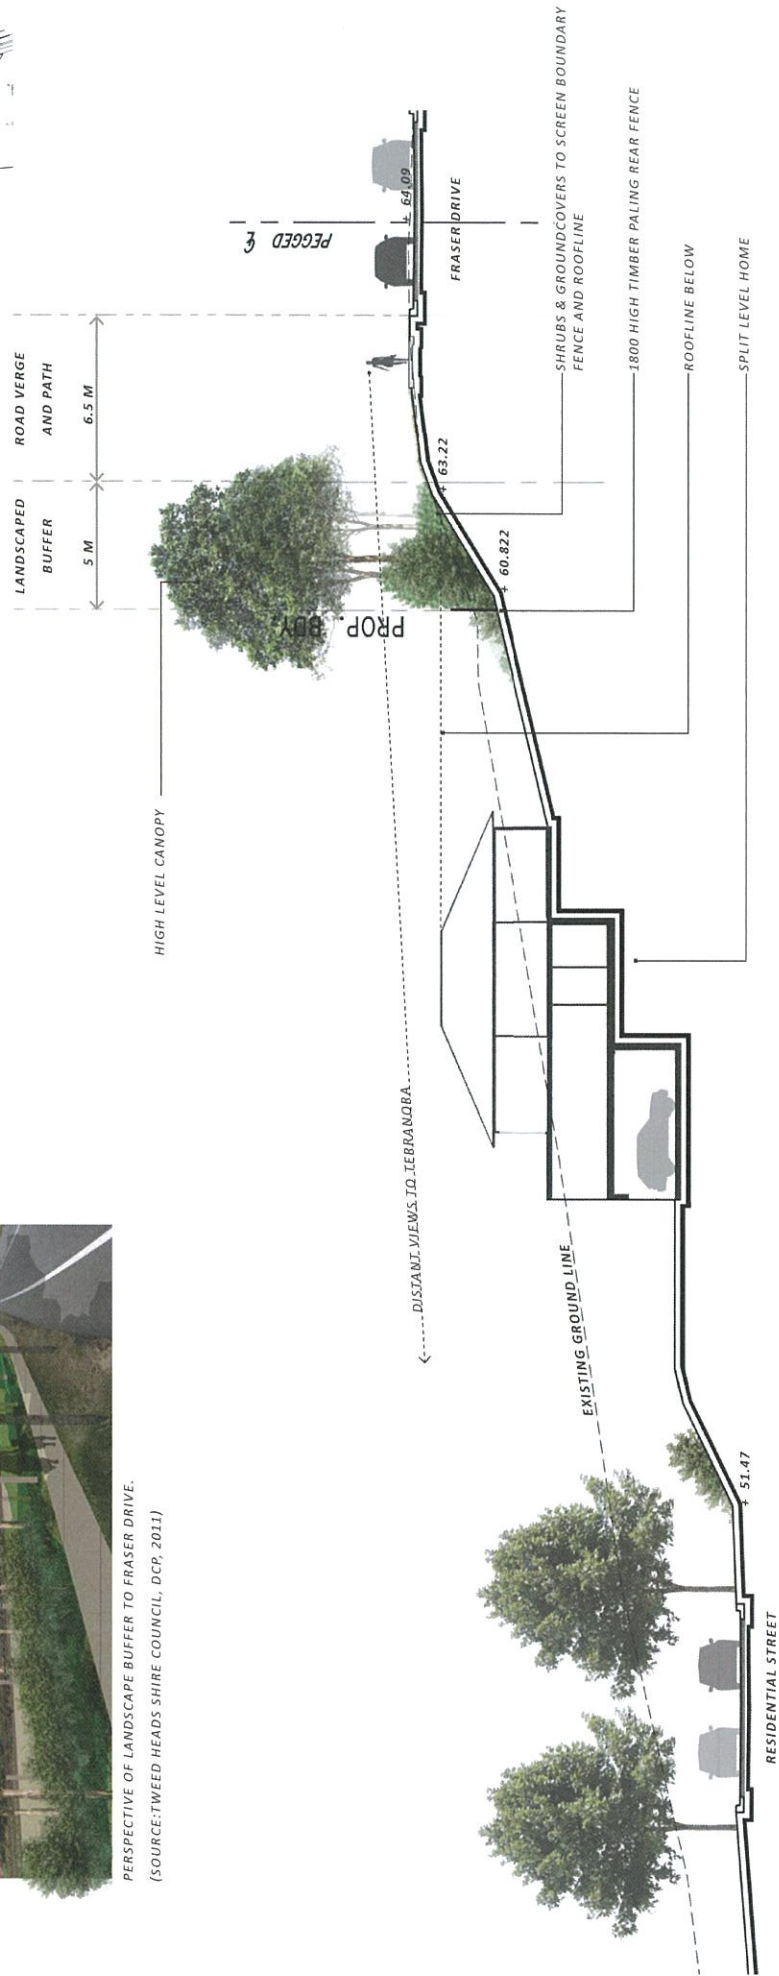 PERSPECTIVE OF LANDSCAPE BUFFER TO FRASER DRIVE.
(SOURCE:TWEED HEADS SHIRE COUNCIL, DCP, 2011)
LANDSCAPED
BUFFER
5 M
ROAD VERGE
AND PATH
6.5 M
HIGH LEVEL CANOPY
PROP. BDY.
PEGGED ℄
64.09
FRASER DRIVE
63.22
60.822
DISTANT VIEWS TO TERRANORA
EXISTING GROUND LINE
51.47
RESIDENTIAL STREET
SHRUBS & GROUNDCOVERS TO SCREEN BOUNDARY
FENCE AND ROOFLINE
1800 HIGH TIMBER PALING REAR FENCE
ROOFLINE BELOW
SPLIT LEVEL HOME